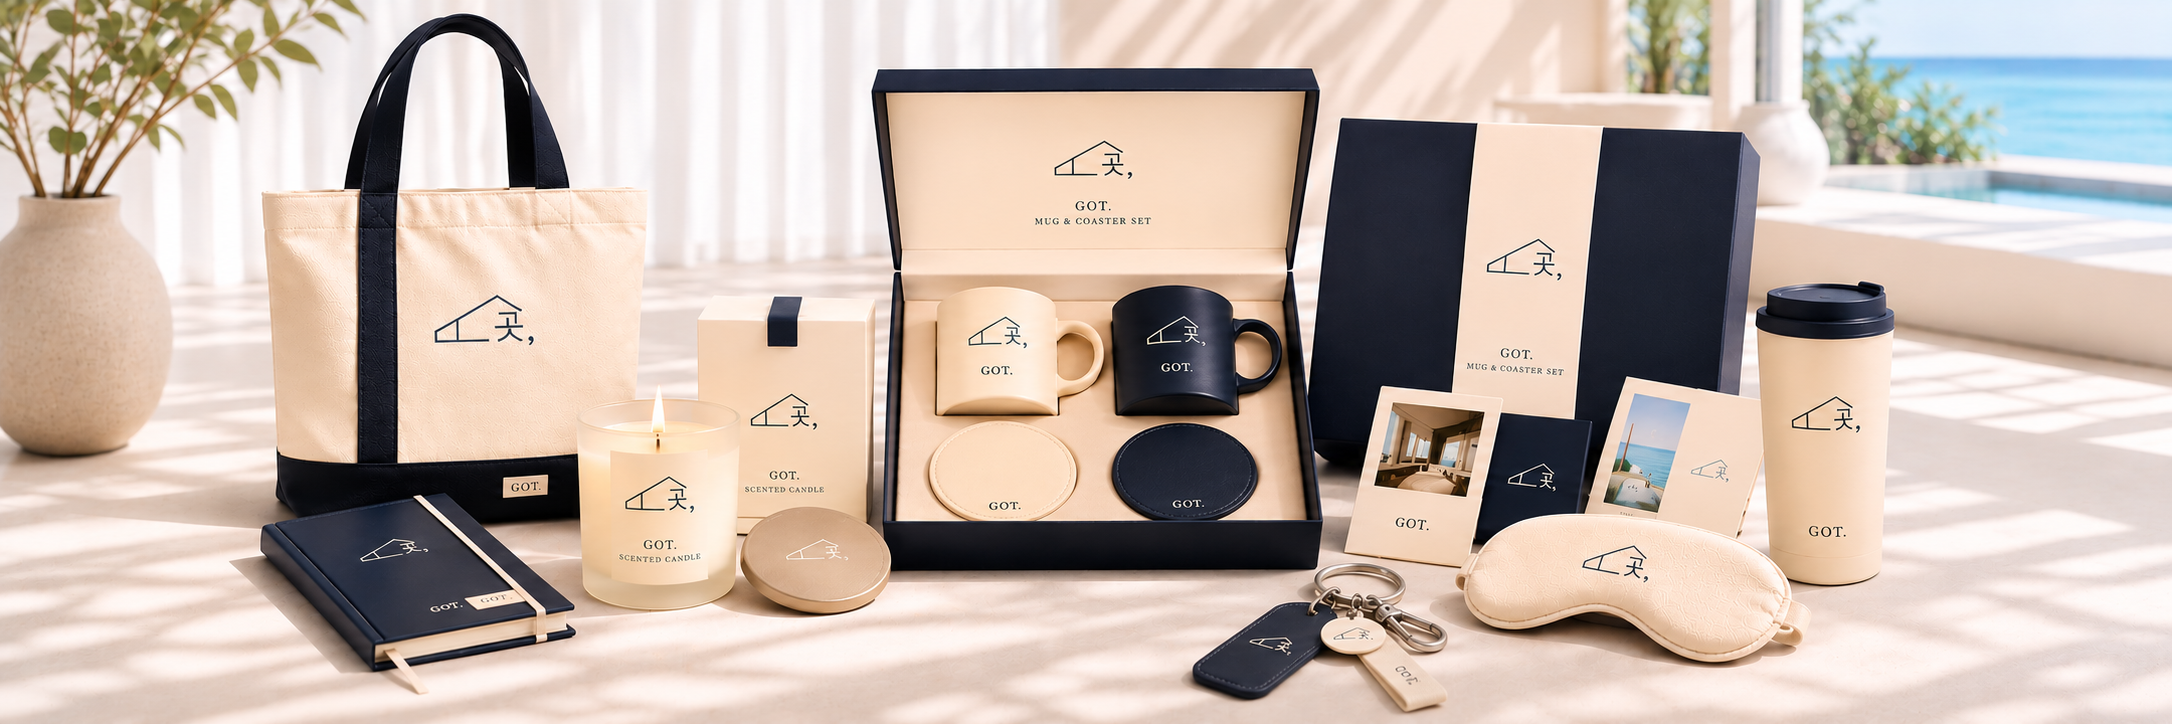 곳,
GOT.
곳,
GOT. GOT.
곳,
GOT.
SCENTED CANDLE
곳,
GOT.
SCENTED CANDLE
곳,
곳,
GOT.
MUG & COASTER SET
곳,
GOT.
곳,
GOT.
GOT.
GOT.
곳,
GOT.
MUG & COASTER SET
GOT.
곳,
곳,
곳,
GOT.
곳,
곳,
곳,
GOT.